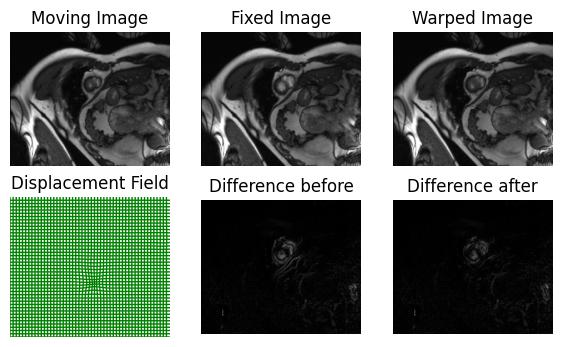 Moving Image
Fixed Image
Warped Image
Displacement Field
Difference before
Difference after